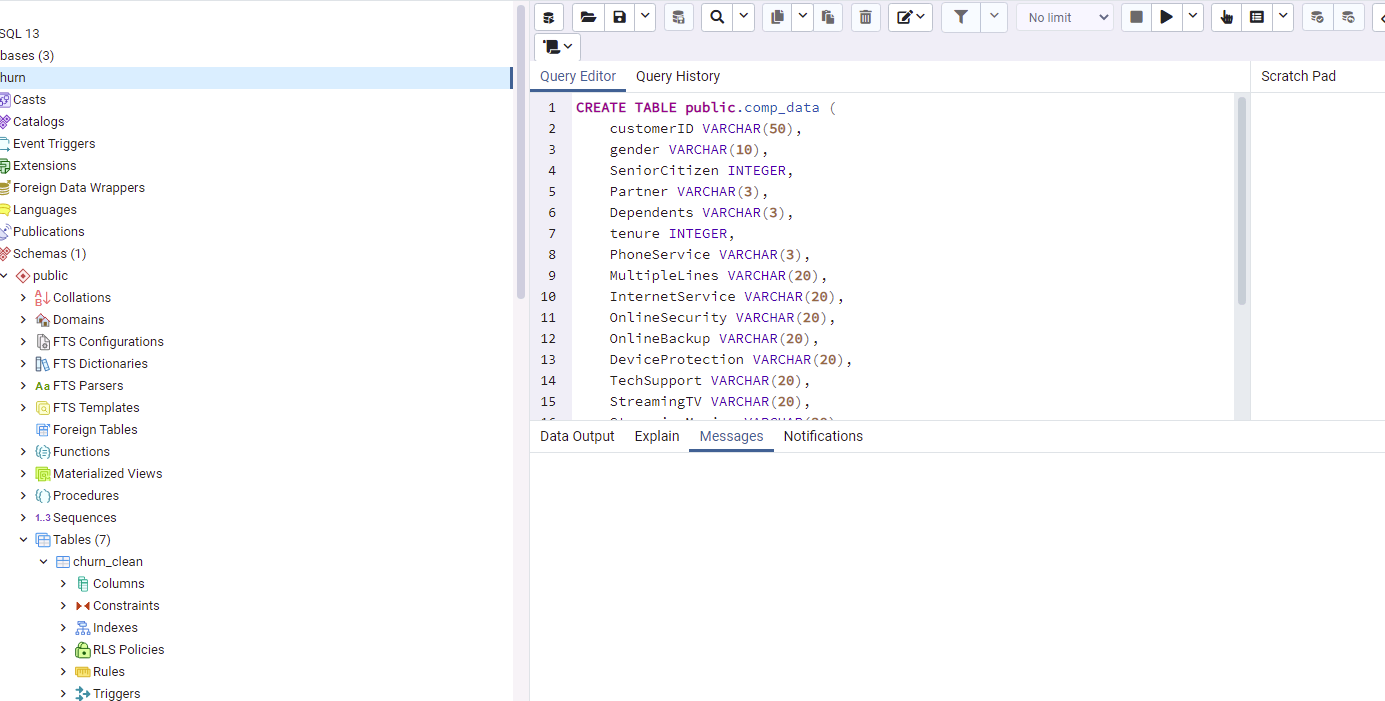 SQL 13
bases (3)
hurn
Casts
Catalogs
Event Triggers
Extensions
Foreign Data Wrappers
Languages
Publications
Schemas (1)
public
Collations
Domains
FTS Configurations
FTS Dictionaries
Aa FTS Parsers
FTS Templates
Foreign Tables
Functions
Materialized Views
Procedures
1..3 Sequences
Tables (7)
churn_clean
Columns
Constraints
Indexes
RLS Policies
Rules
Triggers
No limit
Query Editor Query History
Scratch Pad
1 CREATE TABLE public.comp_data (
2 customerID VARCHAR(50),
3 gender VARCHAR(10),
4 SeniorCitizen INTEGER,
5 Partner VARCHAR(3),
6 Dependents VARCHAR(3),
7 tenure INTEGER,
8 PhoneService VARCHAR(3),
9 MultipleLines VARCHAR(20),
10 InternetService VARCHAR(20),
11 OnlineSecurity VARCHAR(20),
12 OnlineBackup VARCHAR(20),
13 DeviceProtection VARCHAR(20),
14 TechSupport VARCHAR(20),
15 StreamingTV VARCHAR(20),
Data Output Explain Messages Notifications